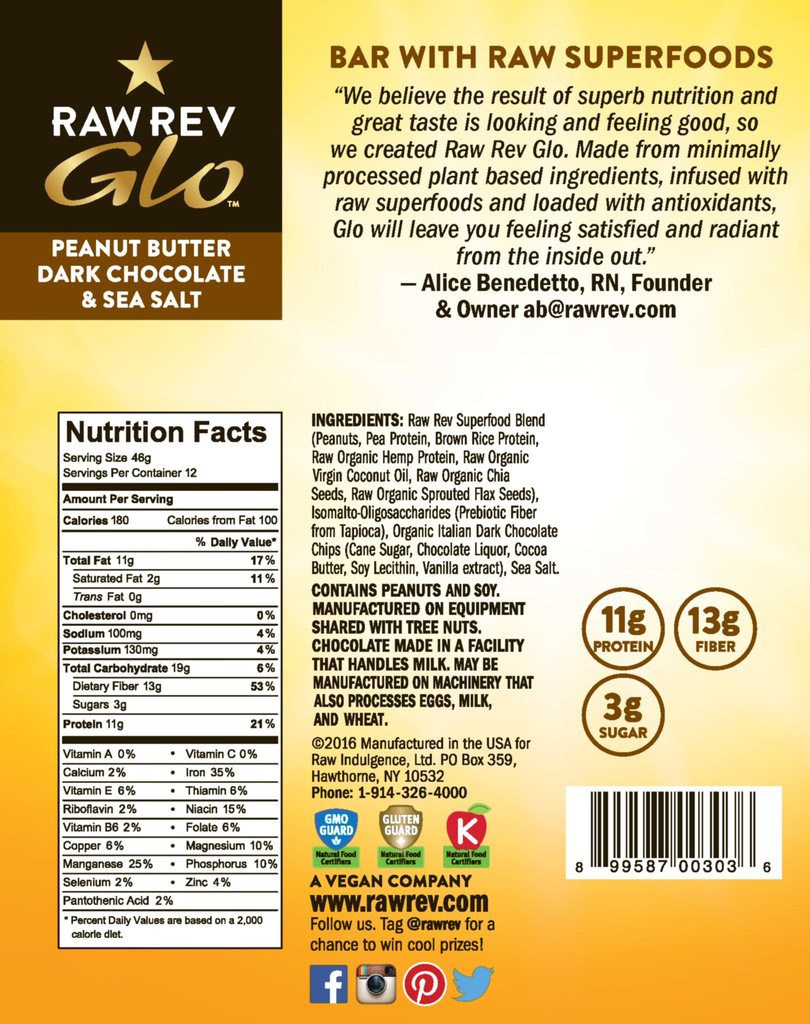 RAW REV
Glo™
PEANUT BUTTER
DARK CHOCOLATE
& SEA SALT
BAR WITH RAW SUPERFOODS
“We believe the result of superb nutrition and
great taste is looking and feeling good, so
we created Raw Rev Glo. Made from minimally
processed plant based ingredients, infused with
raw superfoods and loaded with antioxidants,
Glo will leave you feeling satisfied and radiant
from the inside out.”
— Alice Benedetto, RN, Founder
& Owner ab@rawrev.com
Nutrition Facts
Serving Size 46g
Servings Per Container 12
Amount Per Serving
Calories 180 Calories from Fat 100
% Daily Value*
Total Fat 11g 17%
Saturated Fat 2g 11%
Trans Fat 0g
Cholesterol 0mg 0%
Sodium 100mg 4%
Potassium 130mg 4%
Total Carbohydrate 19g 6%
Dietary Fiber 13g 53%
Sugars 3g
Protein 11g 21%
Vitamin A 0% • Vitamin C 0%
Calcium 2% • Iron 35%
Vitamin E 6% • Thiamin 6%
Riboflavin 2% • Niacin 15%
Vitamin B6 2% • Folate 6%
Copper 6% • Magnesium 10%
Manganese 25% • Phosphorus 10%
Selenium 2% • Zinc 4%
Pantothenic Acid 2%
* Percent Daily Values are based on a 2,000
calorie diet.
INGREDIENTS: Raw Rev Superfood Blend
(Peanuts, Pea Protein, Brown Rice Protein,
Raw Organic Hemp Protein, Raw Organic
Virgin Coconut Oil, Raw Organic Chia
Seeds, Raw Organic Sprouted Flax Seeds),
Isomalto-Oligosaccharides (Prebiotic Fiber
from Tapioca), Organic Italian Dark Chocolate
Chips (Cane Sugar, Chocolate Liquor, Cocoa
Butter, Soy Lecithin, Vanilla extract), Sea Salt.
CONTAINS PEANUTS AND SOY.
MANUFACTURED ON EQUIPMENT
SHARED WITH TREE NUTS.
CHOCOLATE MADE IN A FACILITY
THAT HANDLES MILK. MAY BE
MANUFACTURED ON MACHINERY THAT
ALSO PROCESSES EGGS, MILK,
AND WHEAT.
©2016 Manufactured in the USA for
Raw Indulgence, Ltd. PO Box 359,
Hawthorne, NY 10532
Phone: 1-914-326-4000
GMO
GUARD
Natural Food
Certifiers
GLUTEN
GUARD
Natural Food
Certifiers
K
Natural Food
Certifiers
A VEGAN COMPANY
www.rawrev.com
Follow us. Tag @rawrev for a
chance to win cool prizes!
11g
PROTEIN
13g
FIBER
3g
SUGAR
8 99587 00303 6